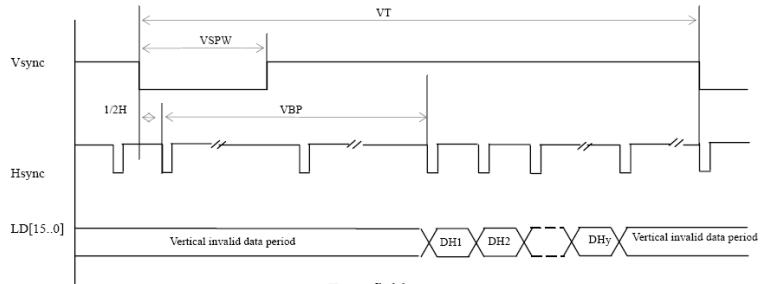 VT
VSPW
Vsync
1/2H
VBP
Hsync
LD[15..0]
Vertical invalid data period
DH1
DH2
DHy
Vertical invalid data period